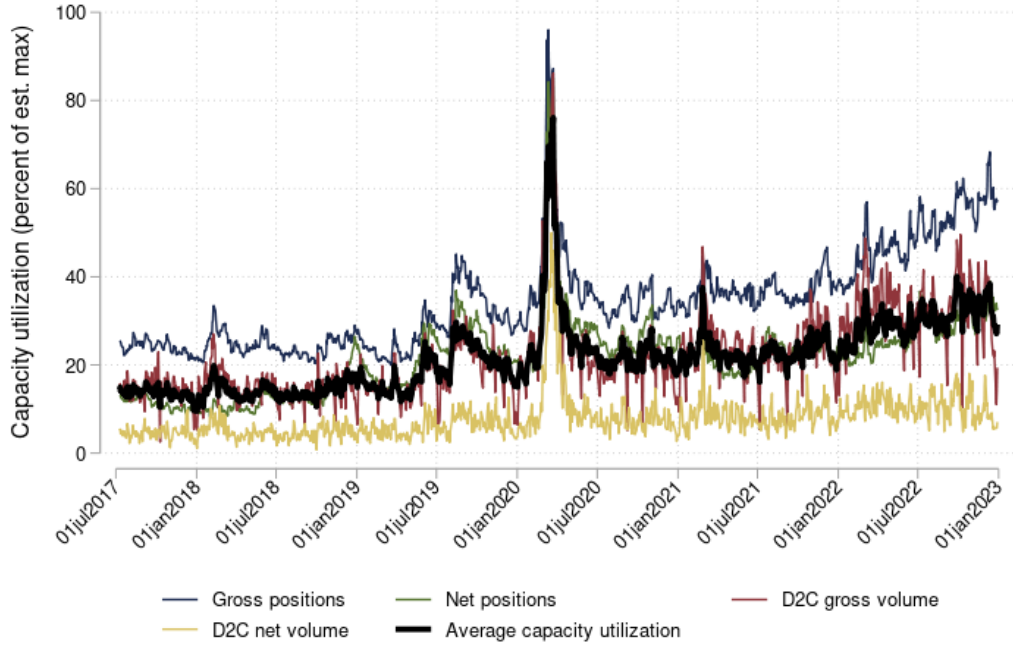 Capacity utilization (percent of est. max)
100
80
60
40
20
0
01jul2017
01jan2018
01jul2018
01jan2019
01jul2019
01jan2020
01jul2020
01jan2021
01jul2021
01jan2022
01jul2022
01jan2023
Gross positions Net positions D2C gross volume
D2C net volume Average capacity utilization